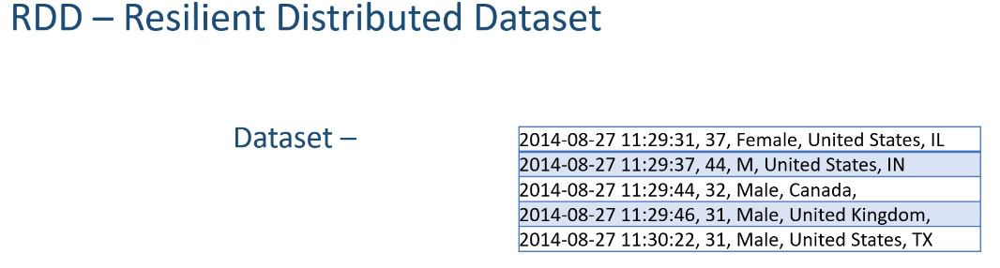 RDD – Resilient Distributed Dataset
Dataset –
2014-08-27 11:29:31, 37, Female, United States, IL
2014-08-27 11:29:37, 44, M, United States, IN
2014-08-27 11:29:44, 32, Male, Canada,
2014-08-27 11:29:46, 31, Male, United Kingdom,
2014-08-27 11:30:22, 31, Male, United States, TX